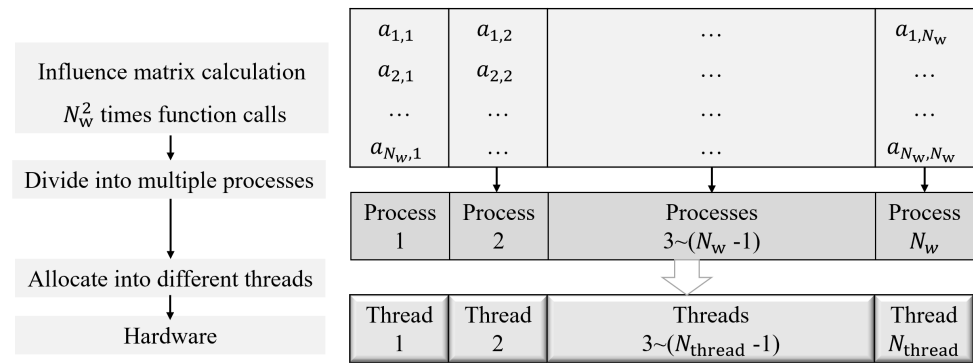 Influence matrix calculation
N_w^2 times function calls
Divide into multiple processes
Allocate into different threads
Hardware
a_{1,1} a_{1,2} … a_{1,N_w}
a_{2,1} a_{2,2} … …
… … … …
a_{N_w,1} … … a_{N_w,N_w}
Process Process Processes Process
1 2 3~(N_w -1) N_w
Thread Thread Threads Thread
1 2 3~(N_thread -1) N_thread